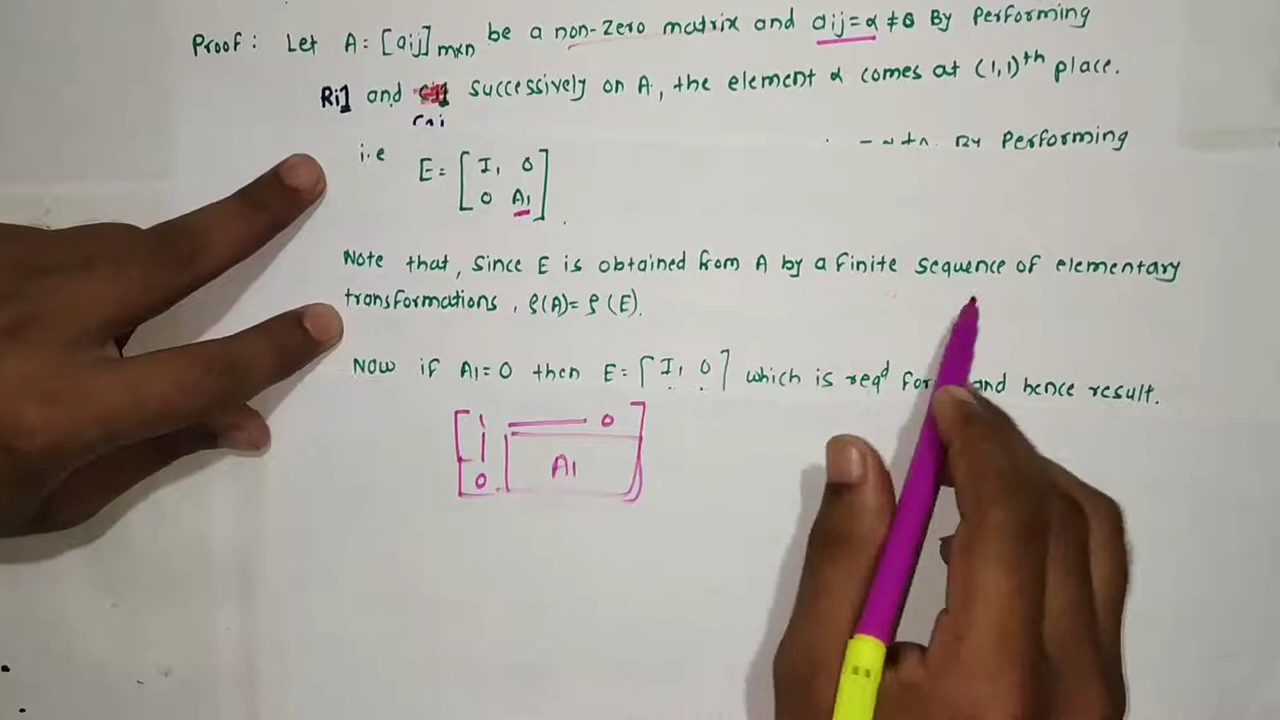 Proof : Let A = [aij]m×n be a non-zero matrix and aij = α ≠ 0 By Performing
Ri1 and successively on A, the element α comes at (1,1)th place.
i.e By Performing
E = [ I1 0
0 A1 ]
Note that, since E is obtained from A by a finite sequence of elementary
transformations, ρ(A) = ρ(E).
Now if A1 = 0 then E = [ I1 0 ] which is reqd and hence result.
[ 1 0 ]
0 A1